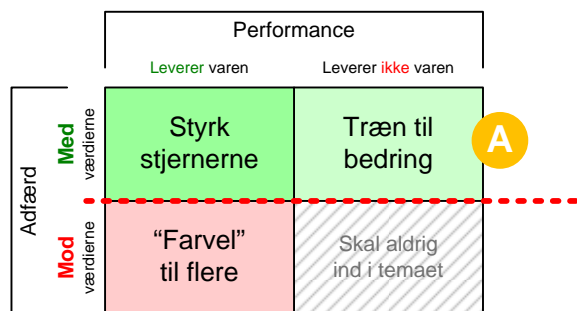 Performance
Leverer varen
Leverer ikke varen
Adfærd
Med
værdierne
Styrk
stjernerne
Træn til
bedring
A
Mod
værdierne
"Farvel"
til flere
Skal aldrig
ind i temaet